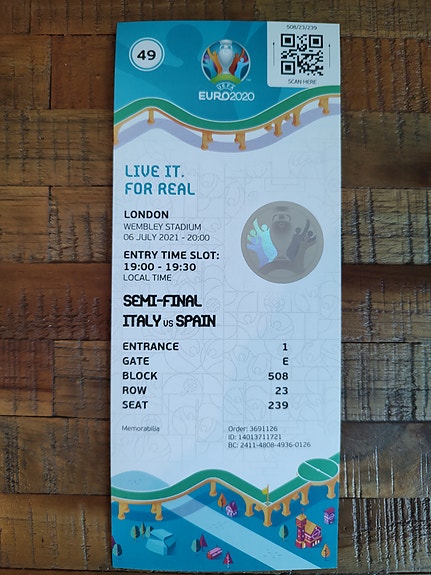 49
508/23/239
SCAN HERE
UEFA
EURO2020
LIVE IT.
FOR REAL
LONDON
WEMBLEY STADIUM
06 JULY 2021 - 20:00
ENTRY TIME SLOT:
19:00 - 19:30
LOCAL TIME
SEMI-FINAL
ITALY vs SPAIN
ENTRANCE 1
GATE E
BLOCK 508
ROW 23
SEAT 239
Memorabilia
Order: 3691126
ID: 14013711721
BC: 2411-4808-4936-0126